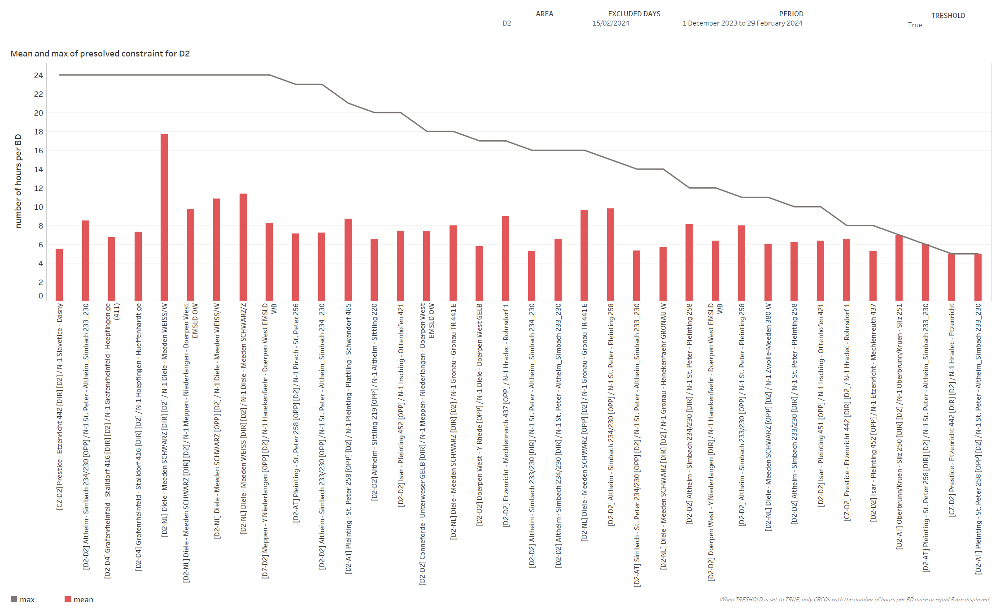 AREA
D2
EXCLUDED DAYS
15/02/2024
PERIOD
1 December 2023 to 29 February 2024
TRESHOLD
True
Mean and max of presolved constraint for D2
number of hours per BD
24
22
20
18
16
14
12
10
8
6
4
2
0
[CZ-D2] Prestice - Etzenricht 442 [DIR] [D2] / N-1 Slavetice - Dasny
[D2-D2] Altheim - Simbach 234/230 [OPP] / N-1 St. Peter - Altheim_Simbach 233_230
[D2-D4] Grafenrheinfeld - Stalldorf 416 [DIR] [D2] / N-1 Grafenrheinfeld - Hoepfingen ge
(411)
[D2-D4] Grafenrheinfeld - Stalldorf 416 [DIR] [D2] / N-1 Hoepfingen - Hueffenhardt ge
[D2-NL] Diele - Meeden SCHWARZ [DIR] [D2] / N-1 Diele - Meeden WEISS/W
[D2-NL] Diele - Meeden SCHWARZ [DIR] [D2] / N-1 Meppen - Niederlangen - Doerpen West
EMSLD OW
[D2-NL] Diele - Meeden SCHWARZ [OPP] [D2] / N-1 Diele - Meeden WEISS/W
[D2-NL] Diele - Meeden WEISS [DIR] [D2] / N-1 Diele - Meeden SCHWARZ/Z
[D7-D2] Meppen - Y Niederlangen [OPP] [D2] / N-1 Hanekenfaehr - Doerpen West EMSLD
WB
[D2-AT] Pleinting - St. Peter 258 [OPP] [D2] / N-1 Pirach - St. Peter 256
[D2-D2] Altheim - Simbach 233/230 [OPP] / N-1 St. Peter - Altheim_Simbach 234_230
[D2-AT] Pleinting - St. Peter 258 [OPP] [D2] / N-1 Pleinting - Plattling - Schwandorf 465
[D2-D2] Altheim - Sittling 219 [OPP] / N-1 Altheim - Sittling 220
[D2-D2] Isar - Pleinting 452 [OPP] / N-1 Irsching - Ottenhofen 421
[D2-D2] Conneforde - Unterweser GELB [DIR] / N-1 Meppen - Niederlangen - Doerpen West
EMSLD OW
[D2-NL] Diele - Meeden SCHWARZ [DIR] [D2] / N-1 Gronau - Gronau TR 441 E
[D2-D2] Doerpen West - Y Rhede [OPP] / N-1 Diele - Doerpen West GELB
[D2-D2] Etzenricht - Mechlenreuth 437 [OPP] / N-1 Hradec - Rohrsdorf 1
[D2-D2] Altheim - Simbach 233/230 [DIR] / N-1 St. Peter - Altheim_Simbach 234_230
[D2-D2] Altheim - Simbach 234/230 [DIR] / N-1 St. Peter - Altheim_Simbach 233_230
[D2-NL] Diele - Meeden SCHWARZ [OPP] [D2] / N-1 Gronau - Gronau TR 441 E
[D2-D2] Altheim - Simbach 234/230 [OPP] / N-1 St. Peter - Pleinting 258
[D2-AT] Simbach - St. Peter 234/230 [OPP] [D2] / N-1 St. Peter - Altheim_Simbach 233_230
[D2-NL] Diele - Meeden SCHWARZ [DIR] [D2] / N-1 Gronau - Hanekenfaehr GRONAU W
[D2-D2] Altheim - Simbach 234/230 [DIR] / N-1 St. Peter - Pleinting 258
[D2-D2] Doerpen West - Y Niederlangen [DIR] / N-1 Hanekenfaehr - Doerpen West EMSLD
WB
[D2-D2] Altheim - Simbach 233/230 [OPP] / N-1 St. Peter - Pleinting 258
[D2-NL] Diele - Meeden SCHWARZ [OPP] [D2] / N-1 Zwolle-Meeden 380 W
[D2-D2] Altheim - Simbach 233/230 [DIR] / N-1 St. Peter - Pleinting 258
[D2-D2] Isar - Pleinting 451 [OPP] / N-1 Irsching - Ottenhofen 421
[CZ-D2] Prestice - Etzenricht 442 [DIR] [D2] / N-1 Hradec - Rohrsdorf 1
[D2-D2] Isar - Pleinting 452 [OPP] / N-1 Etzenricht - Mechlenreuth 437
[D2-AT] Oberbrunn/Kruen - Silz 250 [DIR] [D2] / N-1 Oberbrunn/Kruen - Silz 251
[D2-AT] Pleinting - St. Peter 258 [DIR] [D2] / N-1 St. Peter - Altheim_Simbach 233_230
[CZ-D2] Prestice - Etzenricht 442 [DIR] [D2] / N-1 Hradec - Etzenricht
[D2-AT] Pleinting - St. Peter 258 [OPP] [D2] / N-1 St. Peter - Altheim_Simbach 233_230
max
mean
When TRESHOLD is set to TRUE, only CBCOs with the number of hours per BD more or equal 5 are displayed.